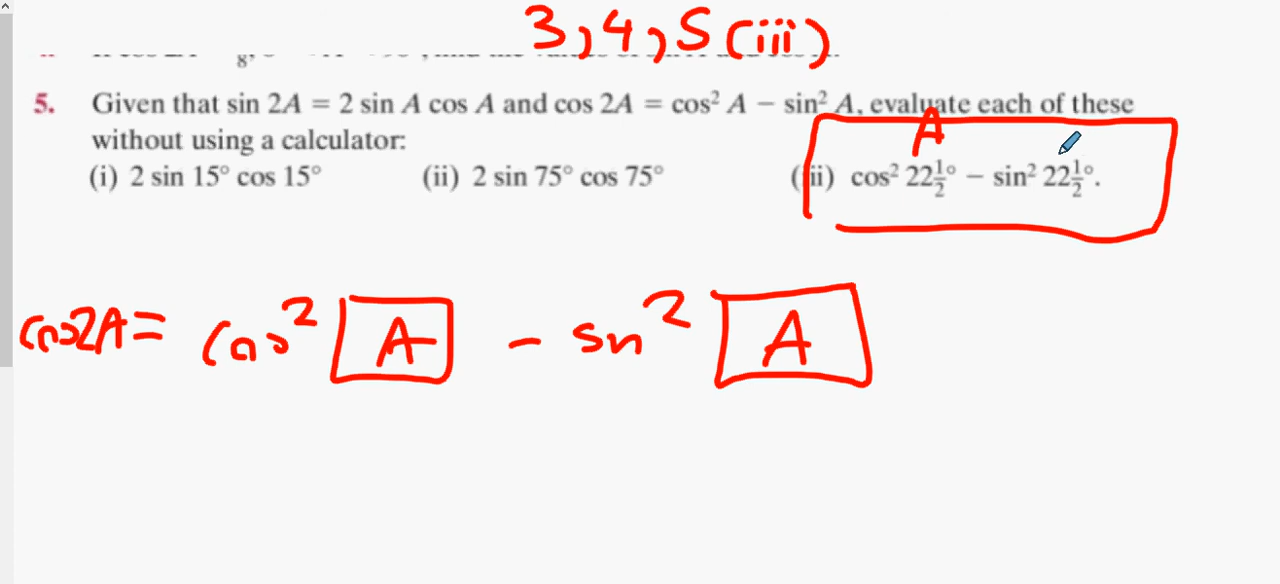 3, 4, 5 (iii)
5. Given that sin 2A = 2 sin A cos A and cos 2A = cos² A − sin² A, evaluate each of these
without using a calculator:
A
(i) 2 sin 15° cos 15° (ii) 2 sin 75° cos 75° (iii) cos² 22½° − sin² 22½°.
cos2A = cos² A − sin² A